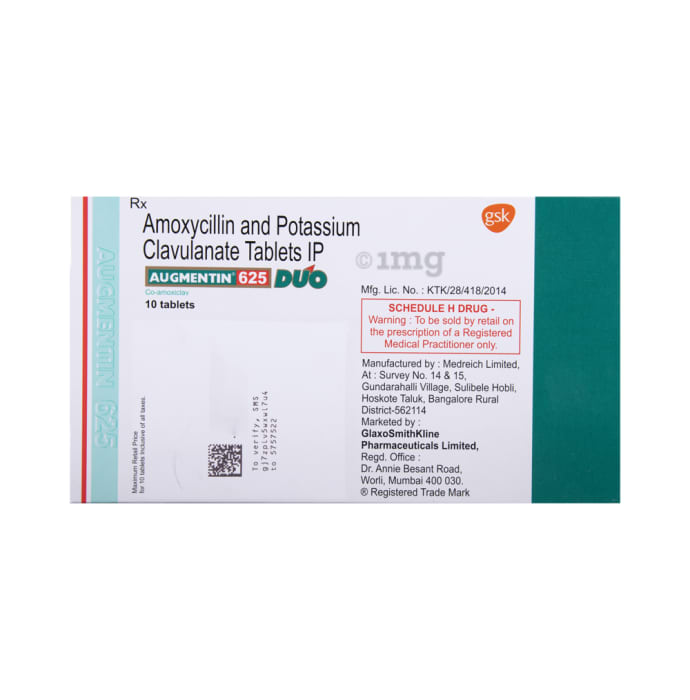 Rx
Amoxycillin and Potassium
Clavulanate Tablets IP
AUGMENTIN® 625 DUO
Co-amoxiclav
10 tablets
AUGMENTIN 625
Maximum Retail Price
for 10 tablets Inclusive of all taxes.
To verify, SMS
to 5757522
gsk
1mg
Mfg. Lic. No. : KTK/28/418/2014
SCHEDULE H DRUG -
Warning : To be sold by retail on
the prescription of a Registered
Medical Practitioner only.
Manufactured by : Medreich Limited,
At : Survey No. 14 & 15,
Gundarahalli Village, Sulibele Hobli,
Hoskote Taluk, Bangalore Rural
District-562114
Marketed by :
GlaxoSmithKline
Pharmaceuticals Limited,
Regd. Office :
Dr. Annie Besant Road,
Worli, Mumbai 400 030.
® Registered Trade Mark